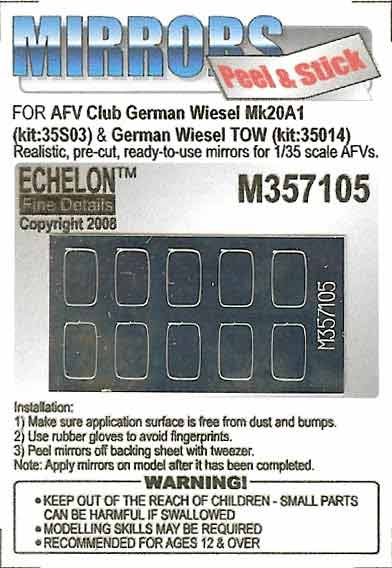 MIRRORS
Peel & Stick
FOR AFV Club German Wiesel Mk20A1
(kit:35S03) & German Wiesel TOW (kit:35014)
Realistic, pre-cut, ready-to-use mirrors for 1/35 scale AFVs.
ECHELON™
Fine Details
Copyright 2008
M357105
M357105
Installation:
1) Make sure application surface is free from dust and bumps.
2) Use rubber gloves to avoid fingerprints.
3) Peel mirrors off backing sheet with tweezer.
Note: Apply mirrors on model after it has been completed.
WARNING!
• KEEP OUT OF THE REACH OF CHILDREN - SMALL PARTS
CAN BE HARMFUL IF SWALLOWED
• MODELLING SKILLS MAY BE REQUIRED
• RECOMMENDED FOR AGES 12 & OVER